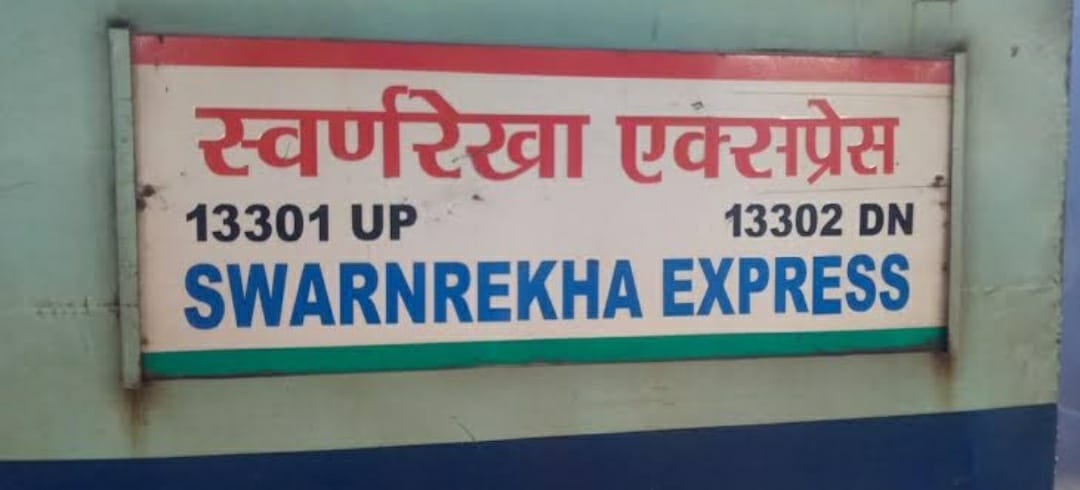 स्वर्णरेखा एक्सप्रेस
13301 UP 13302 DN
SWARNREKHA EXPRESS